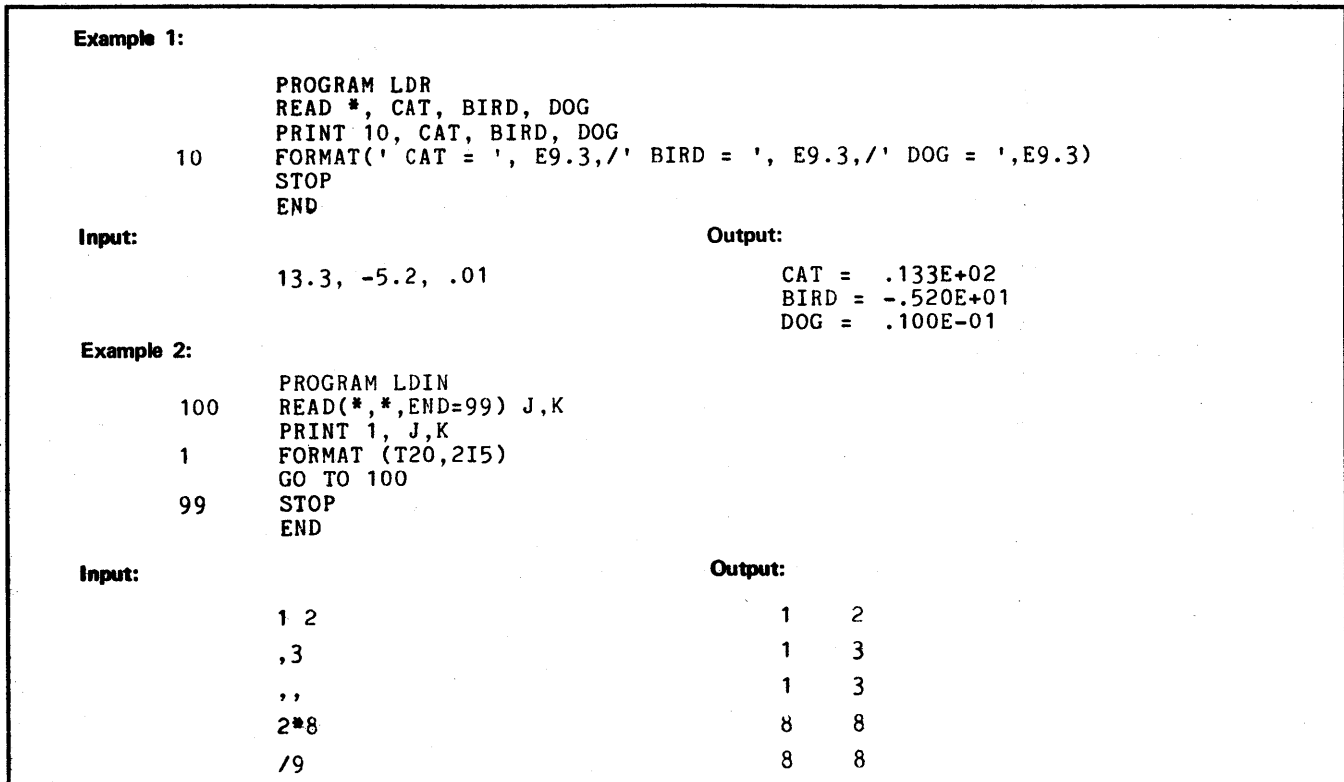 Example 1:
PROGRAM LDR
READ *, CAT, BIRD, DOG
PRINT 10, CAT, BIRD, DOG
10 FORMAT(' CAT = ', E9.3,/' BIRD = ', E9.3,/' DOG = ',E9.3)
STOP
END
Input: Output:
13.3, -5.2, .01 CAT = .133E+02
BIRD = -.520E+01
DOG = .100E-01
Example 2:
PROGRAM LDIN
100 READ(*,*,END=99) J,K
PRINT 1, J,K
1 FORMAT (T20,2I5)
GO TO 100
99 STOP
END
Input: Output:
1 2 1 2
,3 1 3
,, 1 3
2*8 8 8
/9 8 8